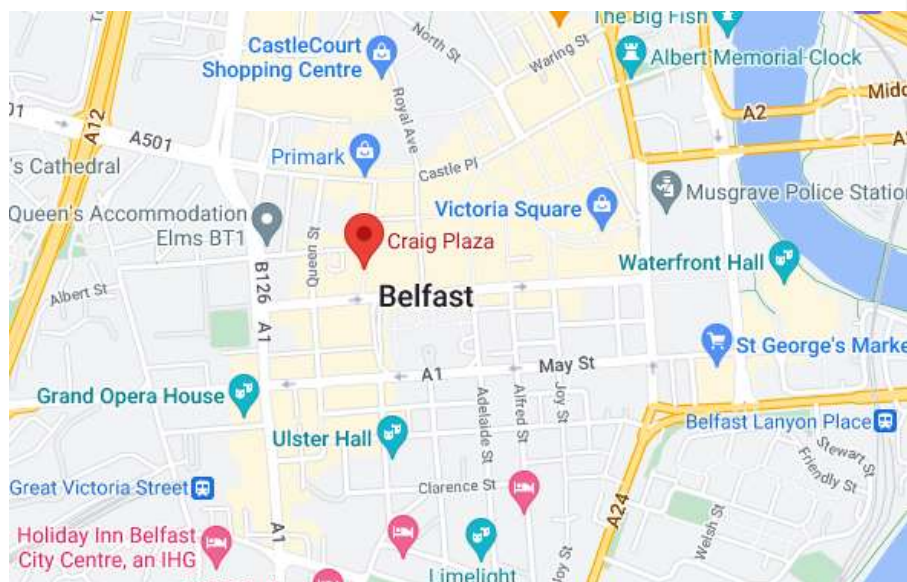 The Big Fish
CastleCourt
Shopping Centre
North St
Waring St
Albert Memorial Clock
A12
Royal Ave
A2
A501
Primark
Castle Pl
's Cathedral
Musgrave Police Station
Queen's Accommodation
Elms BT1
Victoria Square
Queen St
Craig Plaza
Waterfront Hall
B126
Albert St
Belfast
A1
St George's Marke
May St
A1
Grand Opera House
Adelaide St
Alfred St
Joy St
Ulster Hall
Belfast Lanyon Place
Stewart St
Friendly St
Great Victoria Street
Clarence St
A24
Welsh St
A1
Holiday Inn Belfast
City Centre, an IHG
Joy St
Limelight